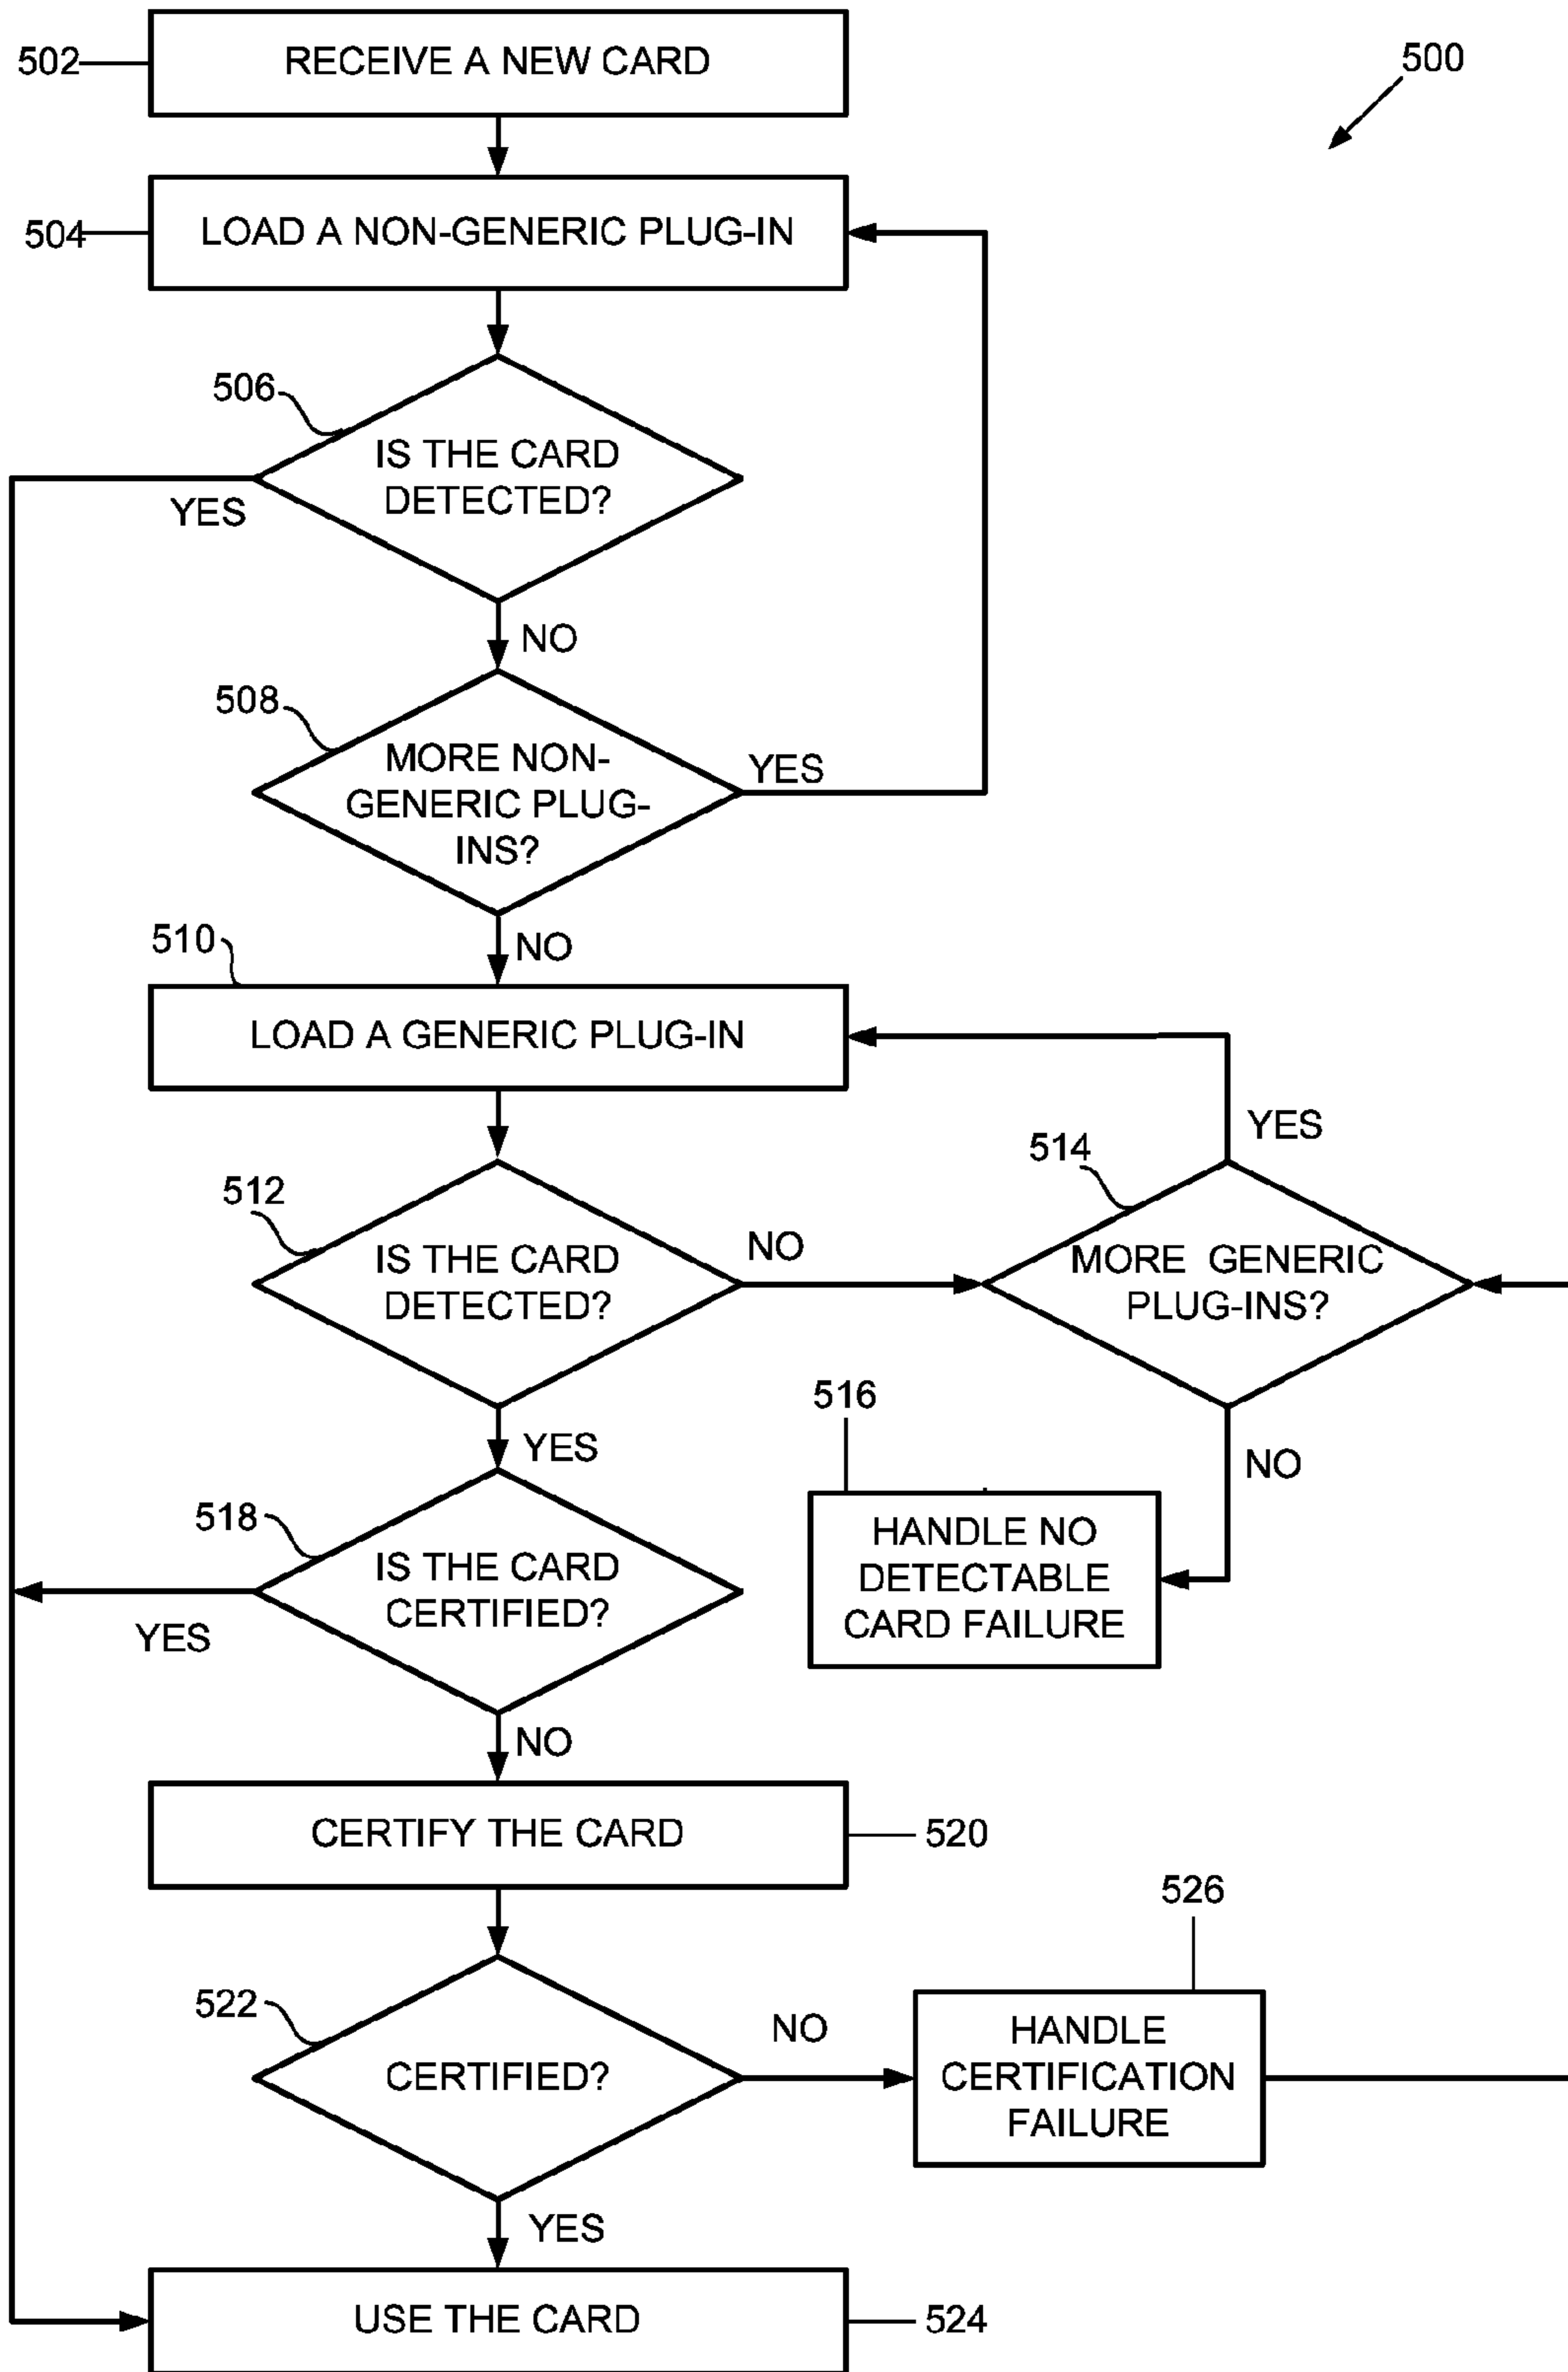 502
RECEIVE A NEW CARD
500
504
LOAD A NON-GENERIC PLUG-IN
506
IS THE CARD
DETECTED?
YES
NO
508
MORE NON-
GENERIC PLUG-
INS?
YES
NO
510
LOAD A GENERIC PLUG-IN
512
IS THE CARD
DETECTED?
NO
514
MORE GENERIC
PLUG-INS?
YES
NO
516
HANDLE NO
DETECTABLE
CARD FAILURE
YES
518
IS THE CARD
CERTIFIED?
YES
NO
CERTIFY THE CARD
520
522
CERTIFIED?
NO
526
HANDLE
CERTIFICATION
FAILURE
YES
USE THE CARD
524